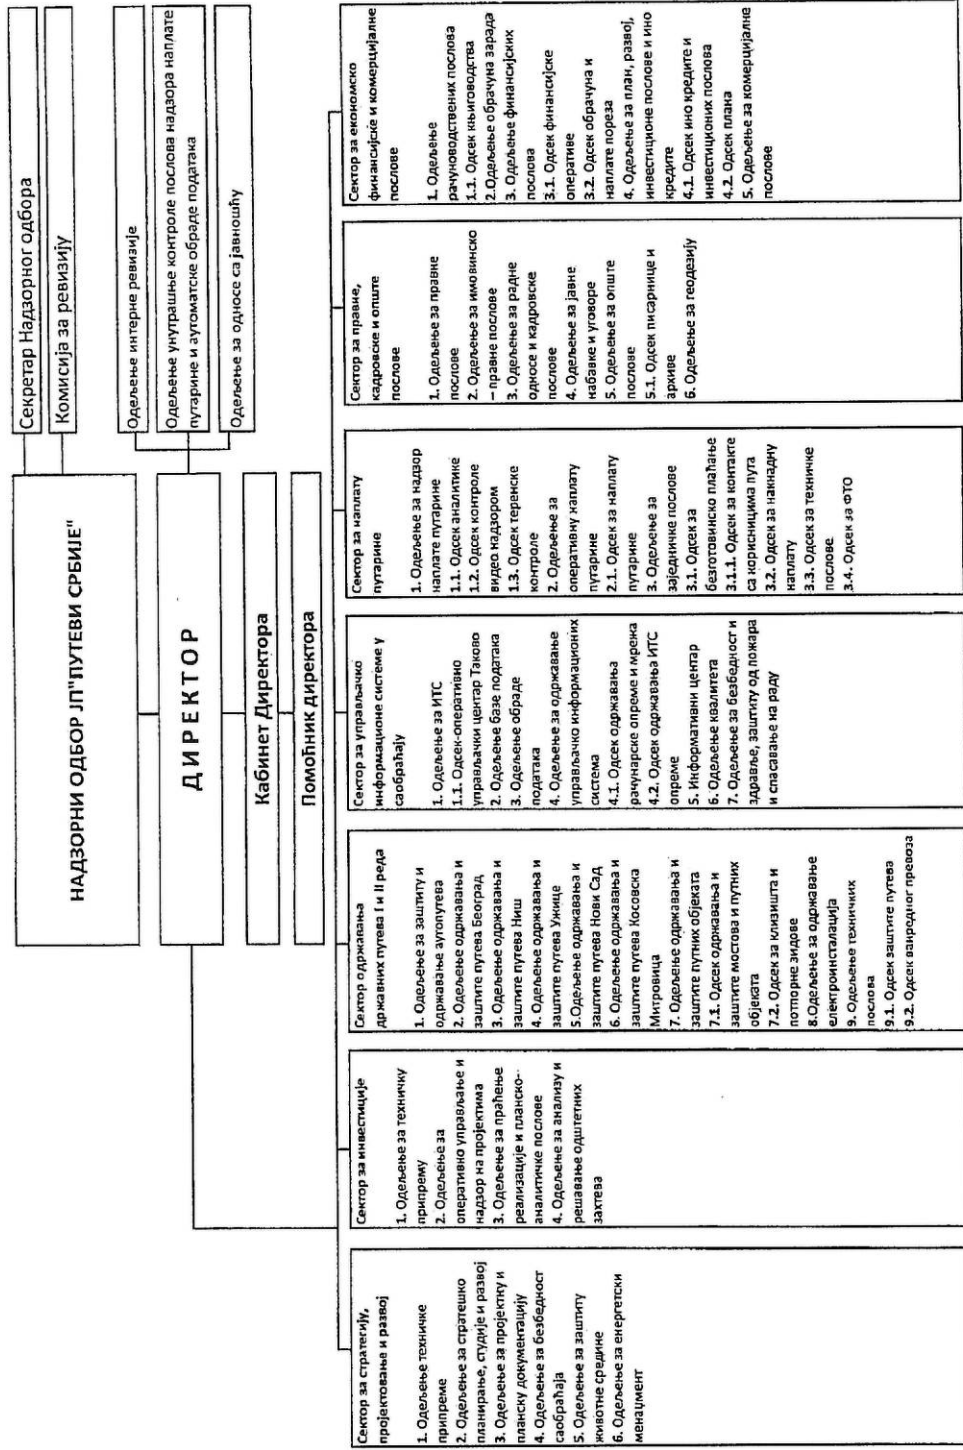 НАДЗОРНИ ОДБОР ЈП"ПУТЕВИ СРБИЈЕ"
Секретар Надзорног одбора
Комисија за ревизију
ДИРЕКТОР
Одељење интерне ревизије
Одељење унутрашње контроле послова надзора наплате
путарине и аутоматске обраде података
Одељење за односе са јавношћу
Кабинет Директора
Помоћник директора
Сектор за стратегију,
пројектовање и развој
1. Одељење техничке
припреме
2. Одељење за стратешко
планирање, студије и развој
3. Одељење за пројектну и
планску документацију
4. Одељење за безбедност
саобраћаја
5. Одељење за заштиту
животне средине
6. Одељење за енергетски
менаџмент
Сектор за инвестиције
1. Одељење за техничку
припрему
2. Одељење за
оперативно управљање и
надзор на пројектима
3. Одељење за праћење
реализације и планско-
аналитичке послове
4. Одељење за анализу и
решавање одштетних
захтева
Сектор одржавања
државних путева I и II реда
1. Одељење за заштиту и
одржавање аутопутева
2. Одељење одржавања и
заштите путева Београд
3. Одељење одржавања и
заштите путева Ниш
4. Одељење одржавања и
заштите путева Ужице
5.Одељење одржавања и
заштите путева Нови Сад
6. Одељење одржавања и
заштите путева Косовска
Митровица
7. Одељење одржавања и
заштите путних објеката
7.1. Одсек одржавања и
заштите мостова и путних
објеката
7.2. Одсек за клизишта и
потпорне зидове
8.Одељење за одржавање
електроинсталација
9. Одељење техничких
послова
9.1. Одсек заштите путева
9.2. Одсек ванредног превоза
Сектор за управљачко
информационе системе у
саобраћају
1. Одељење за ИТС
1.1. Одсек-оперативно
управљачки центар Таково
2. Одељење базе података
3. Одељење обраде
података
4. Одељење за одржавање
управљачко информационих
система
4.1. Одсек одржавања
рачунарске опреме и мрежа
4.2. Одсек одржавања ИТС
опреме
5. Информативни центар
6. Одељење квалитета
7. Одељење за безбедност и
здравље, заштиту од пожара
и спасавање на раду
Сектор за наплату
путарине
1. Одељење за надзор
наплате путарине
1.1. Одсек аналитике
1.2. Одсек контроле
видео надзором
1.3. Одсек теренске
контроле
2. Одељење за
оперативну наплату
путарине
2.1. Одсек за наплату
путарине
3. Одељење за
заједничке послове
3.1. Одсек за
безготовинско плаћање
3.1.1. Одсек за контакте
са корисницима пута
3.2. Одсек за накнадну
наплату
3.3. Одсек за техничке
послове
3.4. Одсек за ФТО
Сектор за правне,
кадровске и опште
послове
1. Одељење за правне
послове
2. Одељење за имовинско
– правне послове
3. Одељење за радне
односе и кадровске
послове
4. Одељење за јавне
набавке и уговоре
5. Одељење за опште
послове
5.1. Одсек писарнице и
архиве
6. Одељење за геодезију
Сектор за економско
финансијске и комерцијалне
послове
1. Одељење
рачуноводствених послова
1.1. Одсек књиговодства
2.Одељење обрачуна зарада
3. Одељење финансијских
послова
3.1. Одсек финансијске
оперативе
3.2. Одсек обрачуна и
наплате пореза
4. Одељење за план, развој,
инвестиционе послове и ино
кредите
4.1. Одсек ино кредите и
инвестиционих послова
4.2. Одсек плана
5. Одељење за комерцијалне
послове